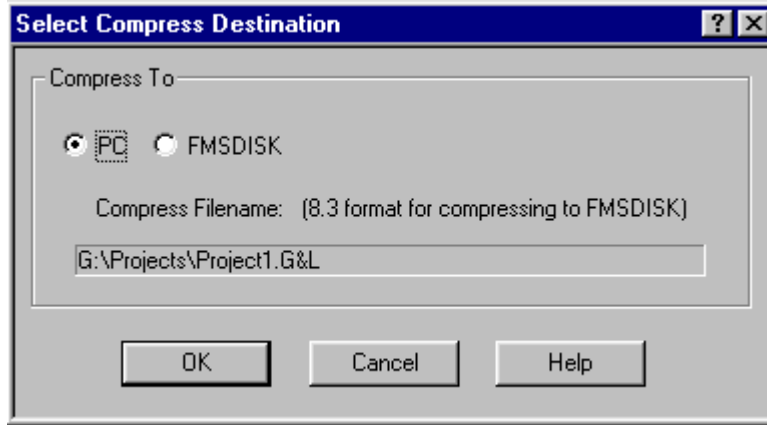 Select Compress Destination
Compress To
PC FMSDISK
Compress Filename: (8.3 format for compressing to FMSDISK)
G:\Projects\Project1.G&L
OK Cancel Help